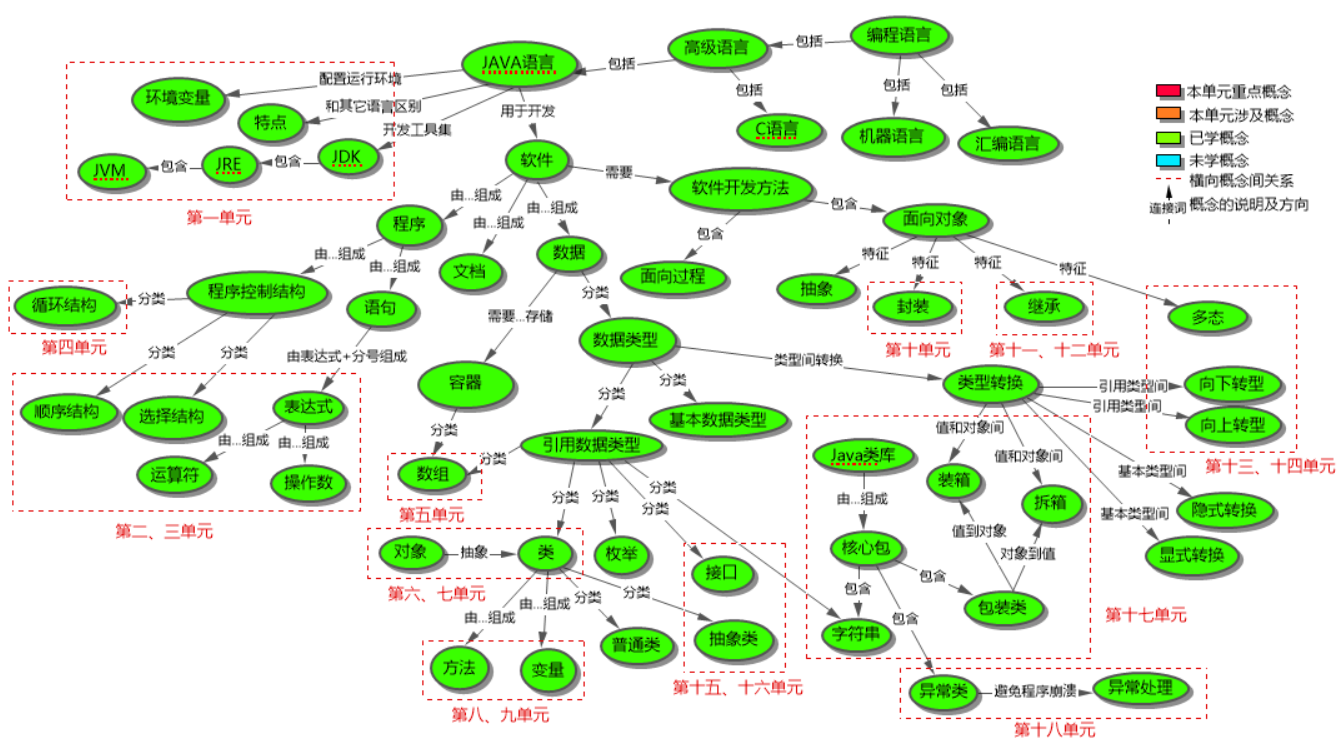 编程语言
包括
高级语言
包括
JAVA语言
包括
C语言
包括
机器语言
包括
汇编语言
本单元重点概念
本单元涉及概念
已学概念
未学概念
横向概念间关系
连接词
概念的说明及方向
配置运行环境
环境变量
和其它语言区别
特点
开发工具集
JDK
包含
JRE
包含
JVM
第一单元
用于开发
软件
需要
软件开发方法
包含
面向过程
包含
面向对象
特征
抽象
特征
封装
第十单元
特征
继承
第十一、十二单元
特征
多态
由...组成
程序
由...组成
文档
由...组成
数据
由...组成
程序控制结构
由...组成
语句
分类
循环结构
第四单元
分类
顺序结构
分类
选择结构
由表达式+分号组成
表达式
由...组成
运算符
由...组成
操作数
第二、三单元
需要...存储
容器
分类
数组
第五单元
分类
数据类型
分类
引用数据类型
分类
基本数据类型
类型间转换
类型转换
引用类型间
向下转型
引用类型间
向上转型
第十三、十四单元
值和对象间
装箱
值和对象间
拆箱
基本类型间
隐式转换
基本类型间
显式转换
分类
分类
类
分类
枚举
分类
接口
分类
字符串
对象
抽象
第六、七单元
由...组成
方法
由...组成
变量
第八、九单元
分类
普通类
分类
抽象类
第十五、十六单元
Java类库
由...组成
核心包
包含
包含
包装类
值到对象
对象到值
第十七单元
包含
异常类
避免程序崩溃
异常处理
第十八单元